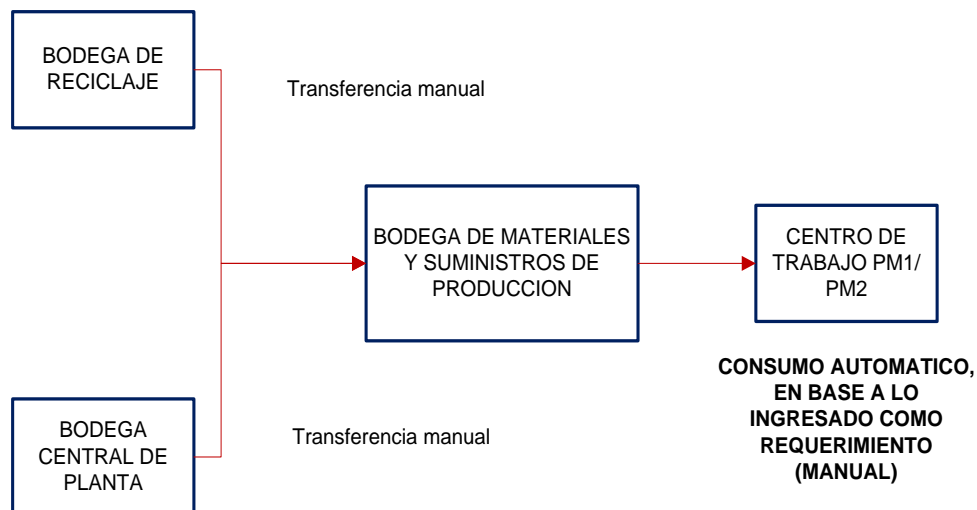 BODEGA DE
RECICLAJE
Transferencia manual
BODEGA DE MATERIALES
Y SUMINISTROS DE
PRODUCCION
CENTRO DE
TRABAJO PM1/
PM2
CONSUMO AUTOMATICO,
EN BASE A LO
INGRESADO COMO
REQUERIMIENTO
(MANUAL)
BODEGA
CENTRAL DE
PLANTA
Transferencia manual